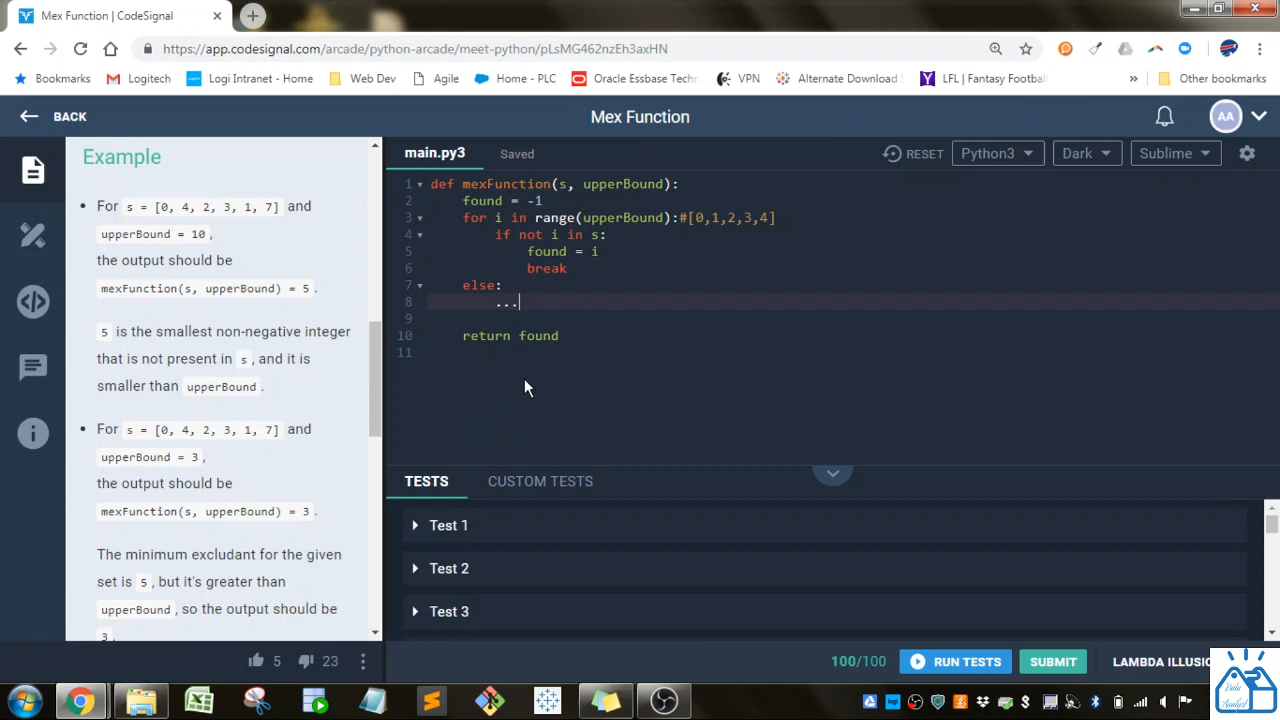 Mex Function | CodeSignal
https://app.codesignal.com/arcade/python-arcade/meet-python/pLsMG462nzEh3axHN
Bookmarks Logitech Logi Intranet - Home Web Dev Agile Home - PLC Oracle Essbase Techn VPN Alternate Download LFL | Fantasy Football » Other bookmarks
BACK Mex Function AA
Example
• For s = [0, 4, 2, 3, 1, 7] and
upperBound = 10,
the output should be
mexFunction(s, upperBound) = 5.
5 is the smallest non-negative integer
that is not present in s, and it is
smaller than upperBound.
• For s = [0, 4, 2, 3, 1, 7] and
upperBound = 3,
the output should be
mexFunction(s, upperBound) = 3.
The minimum excludant for the given
set is 5, but it's greater than
upperBound, so the output should be
3.
5 23
main.py3 Saved RESET Python3 Dark Sublime
1 def mexFunction(s, upperBound):
2 found = -1
3 for i in range(upperBound):#[0,1,2,3,4]
4 if not i in s:
5 found = i
6 break
7 else:
8 ...
9
10 return found
11
TESTS CUSTOM TESTS
Test 1
Test 2
Test 3
100/100 RUN TESTS SUBMIT LAMBDA ILLUSIO
Data
Analyst